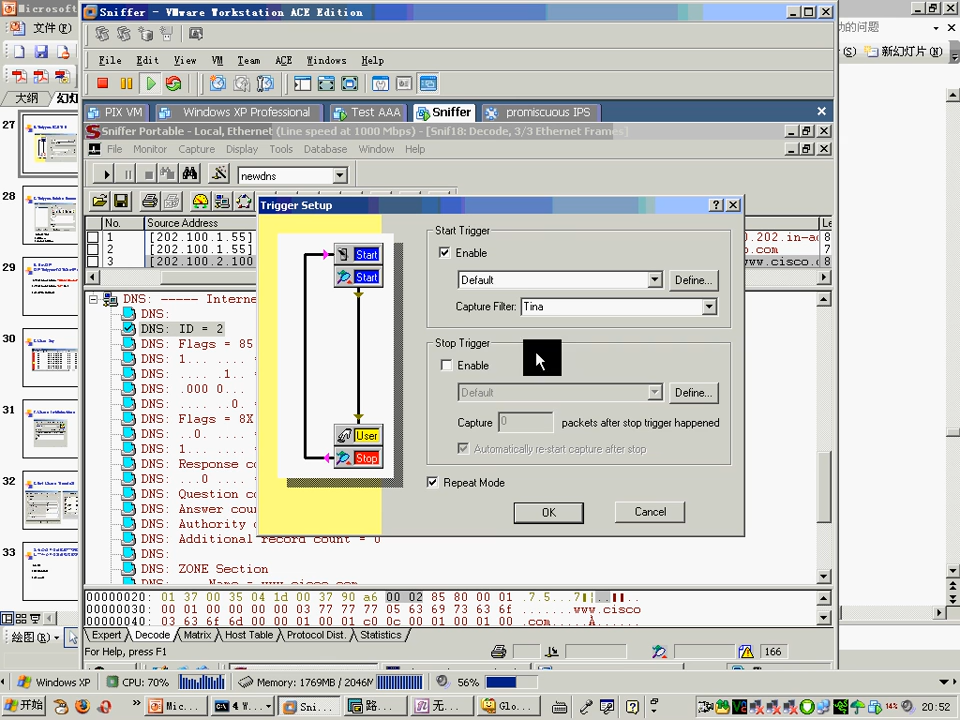 Microsoft
Sniffer - VMware Workstation ACE Edition
文件(F)
的问题
File Edit View VM Team ACE Windows Help
(S) 新幻灯片(N)
大纲
幻灯
PIX VM
Windows XP Professional
Test AAA
Sniffer
promiscuous IPS
Sniffer Portable - Local, Ethernet (Line speed at 1000 Mbps) - [Snif18: Decode, 3/3 Ethernet Frames]
File Monitor Capture Display Tools Database Window Help
newdns
27
28
29
30
31
32
33
No. Source Address
1 [202.100.1.55]
2 [202.100.1.55]
3 [202.100.2.100
0.202.in-a
www.cisco.
Trigger Setup
Start
Start
User
Stop
Start Trigger
Enable
Default
Define...
Capture Filter: Tina
Stop Trigger
Enable
Default
Define...
Capture 0 packets after stop trigger happened
Automatically re-start capture after stop
Repeat Mode
OK
Cancel
DNS: ----- Interne
DNS:
DNS: ID = 2
DNS: Flags = 85
DNS: 1... ....
DNS: .... .1..
DNS: .000 0...
DNS: .... ..0.
DNS: Flags = 8X
DNS: ..0. ....
DNS: 1... ....
DNS: Response co
DNS: ...0 ....
DNS: Question co
DNS: Answer cou
DNS: Authority c
DNS: Additional record count = 0
DNS:
DNS: ZONE Section
DNS: Name = www.cisco.com
00000020: 01 37 00 35 04 1d 00 37 90 a6 00 02 85 80 00 01
00000030: 00 01 00 00 00 00 03 77 77 77 05 63 69 73 63 6f .......www.cisco
00000040: 03 63 6f 6d 00 00 01 00 01 c0 0c 00 01 00 01 00
Expert Decode Matrix Host Table Protocol Dist. Statistics
For Help, press F1
166
绘图(R)
Windows XP
CPU: 70%
Memory: 1769MB / 2046M
56%
开始
Mic...
4 W...
Sni...
路...
无...
Glo...
14%
20:52